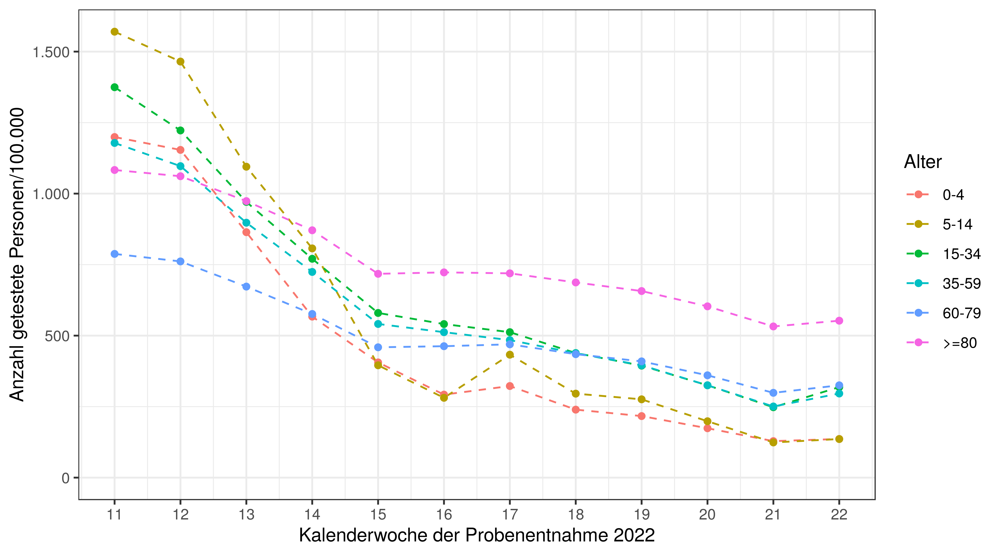 Anzahl getestete Personen/100.000
1.500
1.000
500
0
11 12 13 14 15 16 17 18 19 20 21 22
Kalenderwoche der Probenentnahme 2022
Alter
0-4
5-14
15-34
35-59
60-79
>=80